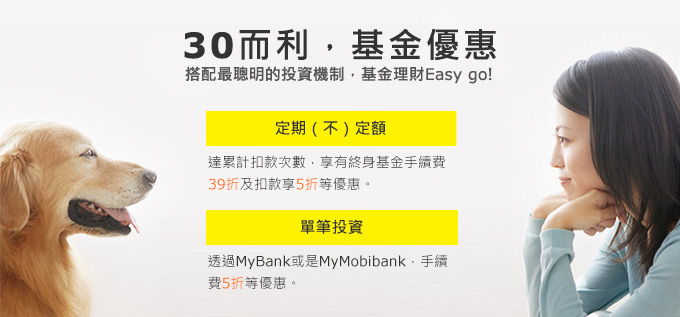 30而利，基金優惠
搭配最聰明的投資機制，基金理財Easy go!
定期（不）定額
達累計扣款次數，享有終身基金手續費
39折及扣款享5折等優惠。
單筆投資
透過MyBank或是MyMobibank，手續
費5折等優惠。